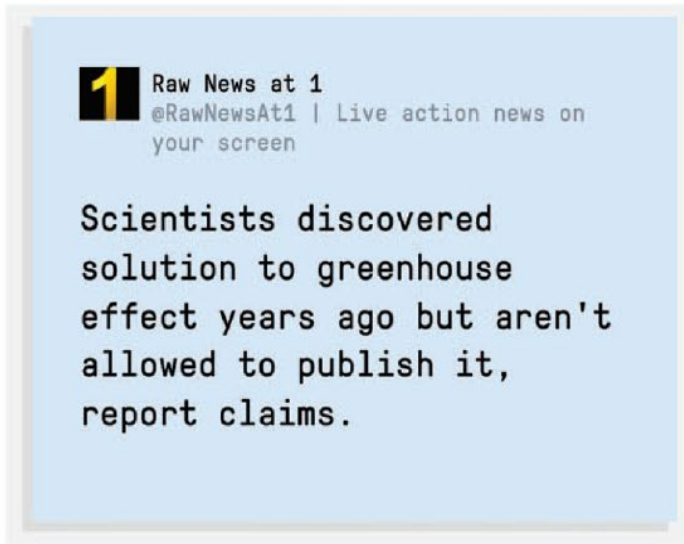 1
Raw News at 1
@RawNewsAt1 | Live action news on
your screen
Scientists discovered
solution to greenhouse
effect years ago but aren't
allowed to publish it,
report claims.